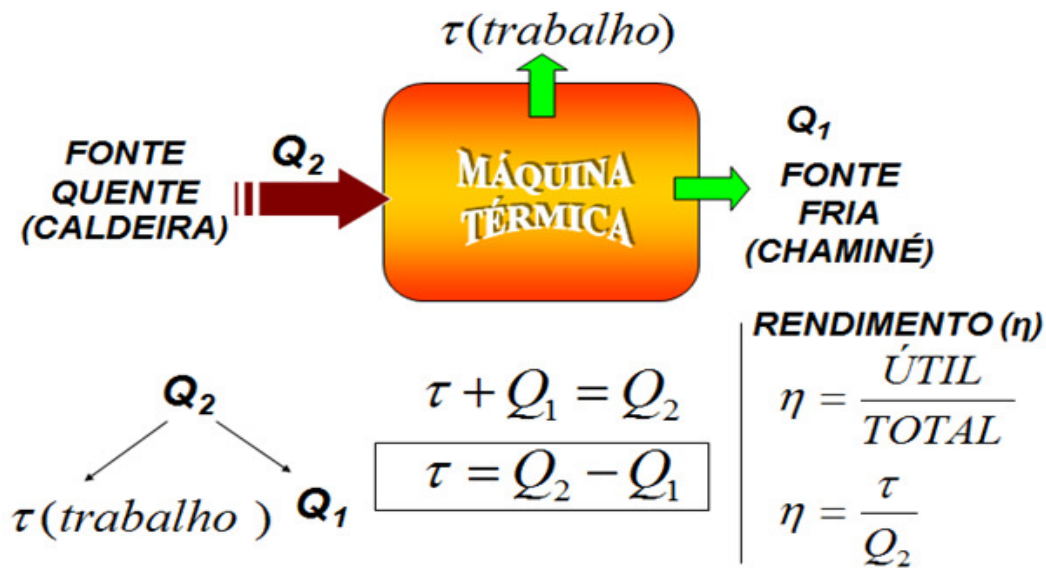 τ(trabalho)
FONTE
QUENTE
(CALDEIRA)
Q₂
MÁQUINA
TÉRMICA
Q₁
FONTE
FRIA
(CHAMINÉ)
Q₂
τ(trabalho ) Q₁
τ + Q₁ = Q₂
τ = Q₂ − Q₁
RENDIMENTO (η)
η = ÚTIL / TOTAL
η = τ / Q₂